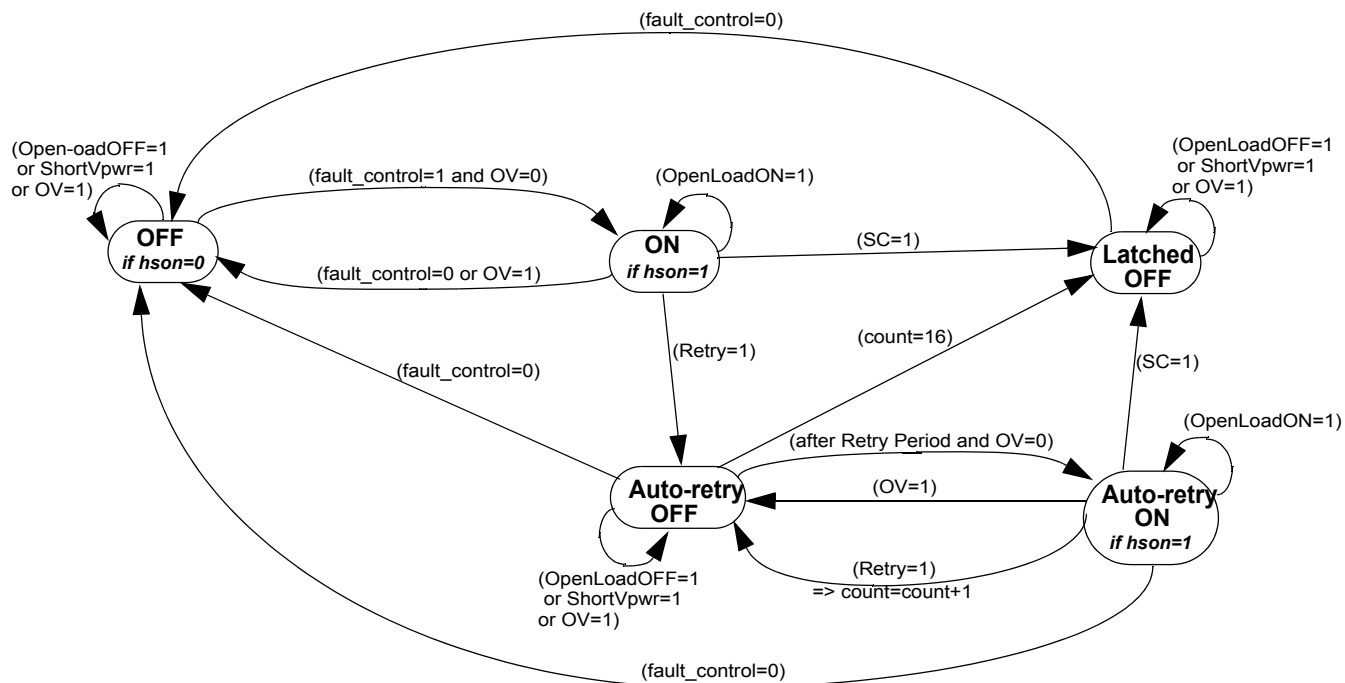 (fault_control=0)
(Open-oadOFF=1
or ShortVpwr=1
or OV=1)
(fault_control=1 and OV=0)
(OpenLoadON=1)
(OpenLoadOFF=1
or ShortVpwr=1
or OV=1)
OFF
if hson=0
ON
if hson=1
(SC=1)
Latched
OFF
(fault_control=0 or OV=1)
(count=16)
(Retry=1)
(SC=1)
(fault_control=0)
(OpenLoadON=1)
(after Retry Period and OV=0)
Auto-retry
OFF
(OV=1)
Auto-retry
ON
if hson=1
(Retry=1)
=> count=count+1
(OpenLoadOFF=1
or ShortVpwr=1
or OV=1)
(fault_control=0)